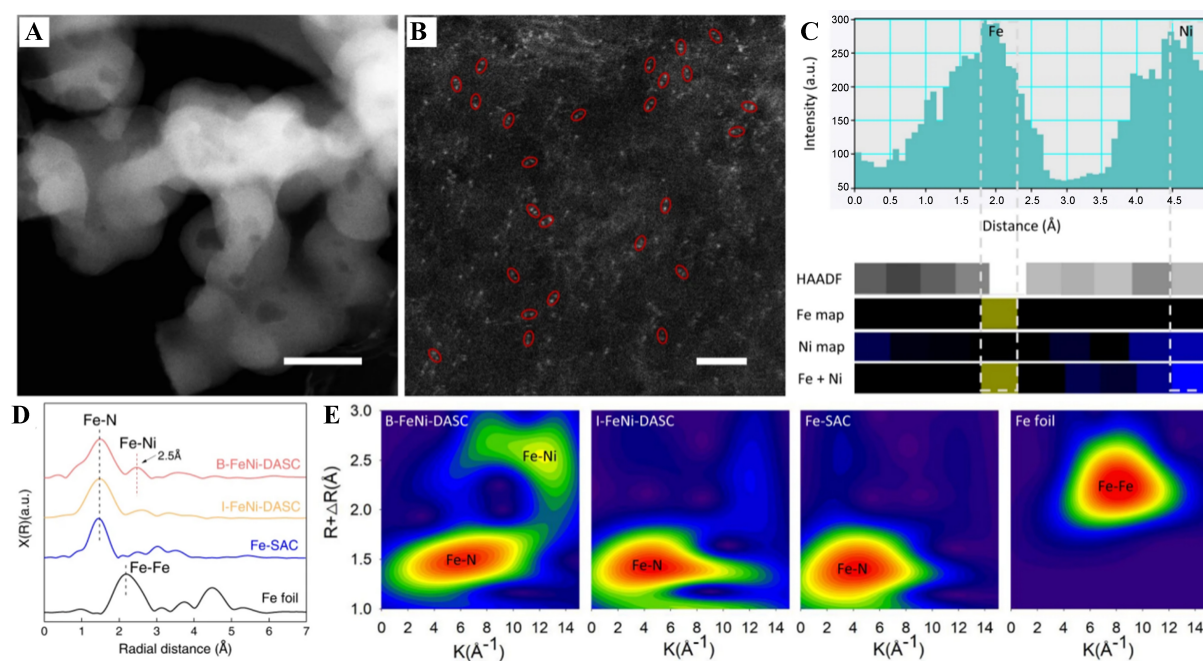 A
B
C
Intensity (a.u.)
300
250
200
150
100
50
Fe
Ni
0.0 0.5 1.0 1.5 2.0 2.5 3.0 3.5 4.0 4.5
Distance (Å)
HAADF
Fe map
Ni map
Fe + Ni
D
X(R)(a.u.)
Fe-N
Fe-Ni
2.5Å
B-FeNi-DASC
I-FeNi-DASC
Fe-SAC
Fe-Fe
Fe foil
0 1 2 3 4 5 6 7
Radial distance (Å)
E
R+△R(Å)
3.0
2.5
2.0
1.5
1.0
B-FeNi-DASC
Fe-Ni
Fe-N
0 2 4 6 8 10 12 14
K(Å⁻¹)
I-FeNi-DASC
Fe-N
0 2 4 6 8 10 12 14
K(Å⁻¹)
Fe-SAC
Fe-N
0 2 4 6 8 10 12 14
K(Å⁻¹)
Fe foil
Fe-Fe
0 2 4 6 8 10 12 14
K(Å⁻¹)